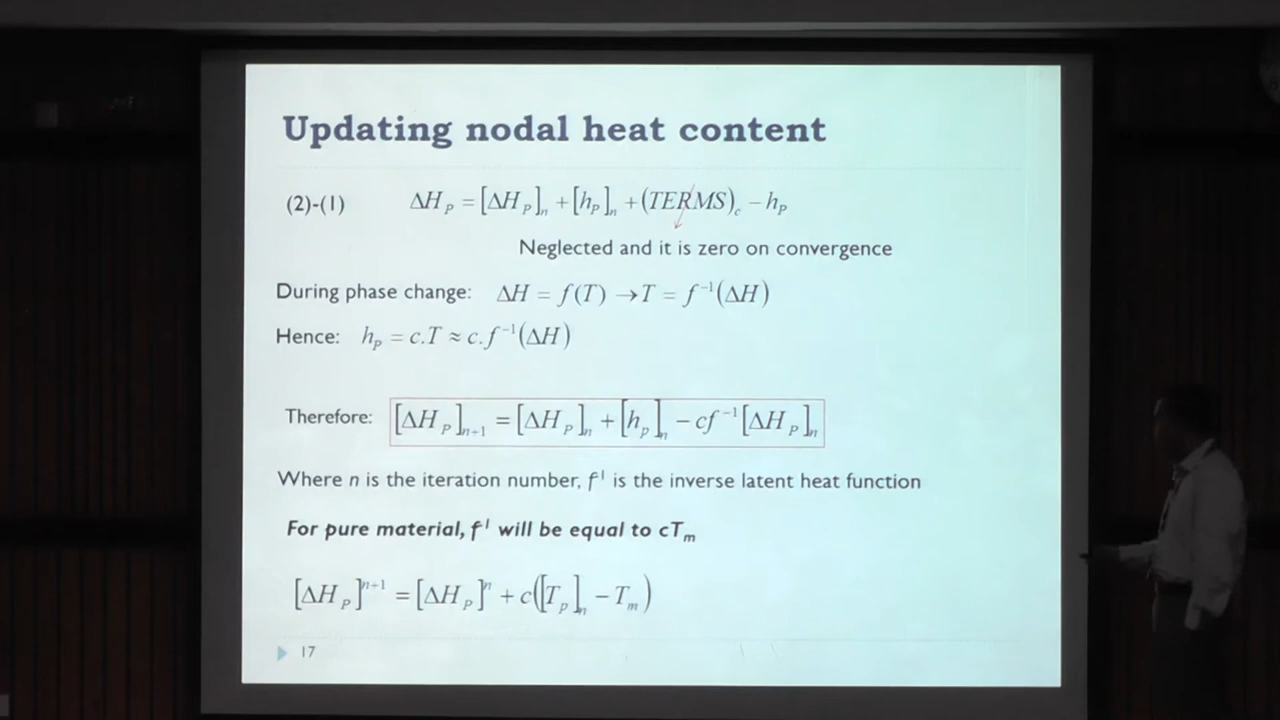 Updating nodal heat content
(2)-(1) ΔH_P = [ΔH_P]_n + [h_P]_n + (TERMS)_c − h_P
Neglected and it is zero on convergence
During phase change: ΔH = f(T) → T = f⁻¹(ΔH)
Hence: h_P = c.T ≈ c.f⁻¹(ΔH)
Therefore: [ΔH_P]_{n+1} = [ΔH_P]_n + [h_p]_n − cf⁻¹[ΔH_P]_n
Where n is the iteration number, f^l is the inverse latent heat function
For pure material, f^l will be equal to cT_m
[ΔH_P]^{n+1} = [ΔH_P]^n + c([T_p]_n − T_m)
17